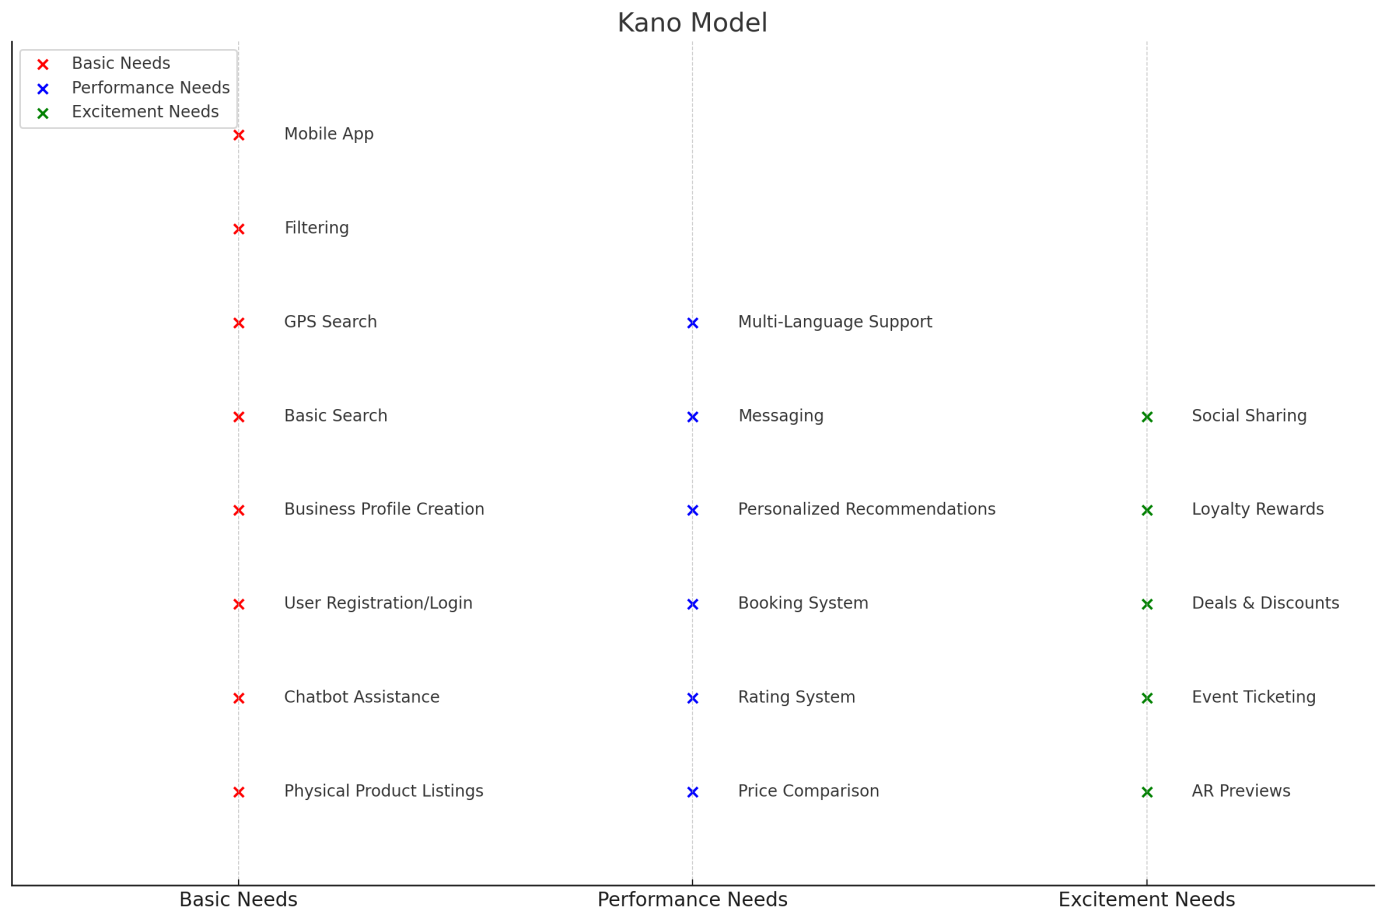 Kano Model
Basic Needs
Performance Needs
Excitement Needs
Mobile App
Filtering
GPS Search
Multi-Language Support
Basic Search
Messaging
Social Sharing
Business Profile Creation
Personalized Recommendations
Loyalty Rewards
User Registration/Login
Booking System
Deals & Discounts
Chatbot Assistance
Rating System
Event Ticketing
Physical Product Listings
Price Comparison
AR Previews
Basic Needs
Performance Needs
Excitement Needs